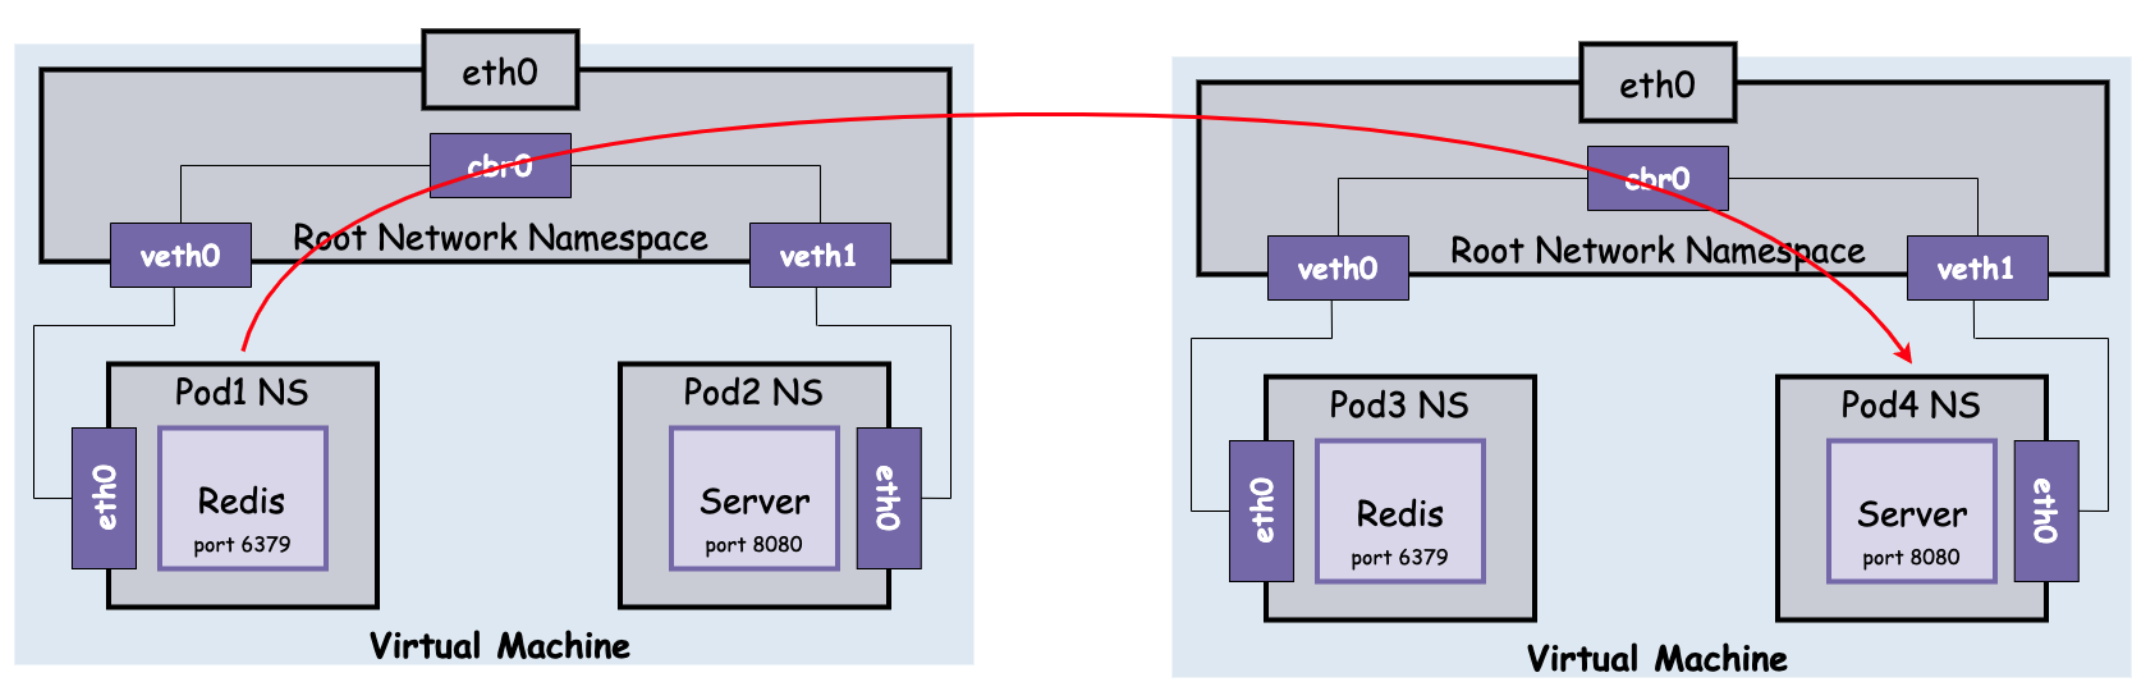 eth0
cbr0
Root Network Namespace
veth0
veth1
Pod1 NS
eth0
Redis
port 6379
Pod2 NS
Server
port 8080
eth0
Virtual Machine
eth0
cbr0
Root Network Namespace
veth0
veth1
Pod3 NS
eth0
Redis
port 6379
Pod4 NS
Server
port 8080
eth0
Virtual Machine